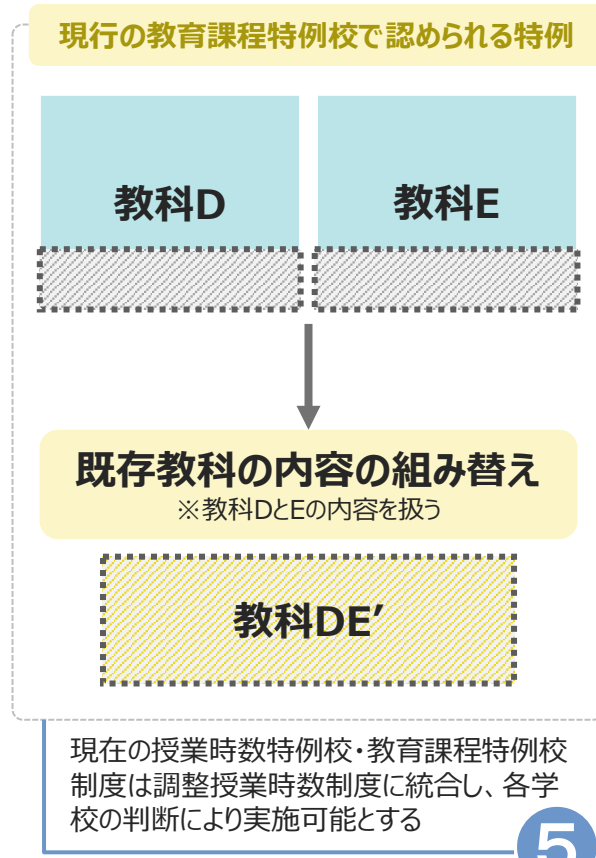 現行の教育課程特例校で認められる特例
教科D
教科E
既存教科の内容の組み替え
※教科DとEの内容を扱う
教科DE′
現在の授業時数特例校・教育課程特例校
制度は調整授業時数制度に統合し、各学
校の判断により実施可能とする
5